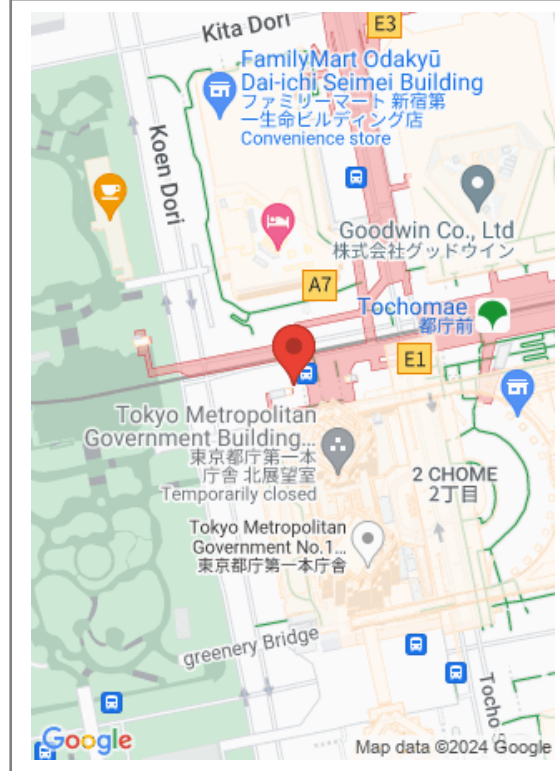 Kita Dori
E3
FamilyMart Odakyū
Dai-ichi Seimei Building
ファミリーマート 新宿第
一生命ビルディング店
Convenience store
Koen Dori
Goodwin Co., Ltd
株式会社グッドウイン
A7
Tochomae
都庁前
E1
Tokyo Metropolitan
Government Building...
東京都庁第一本
庁舎 北展望室
Temporarily closed
2 CHOME
2丁目
Tokyo Metropolitan
Government No.1...
東京都庁第一本庁舎
greenery Bridge
Tocho
Google
Map data ©2024 Google